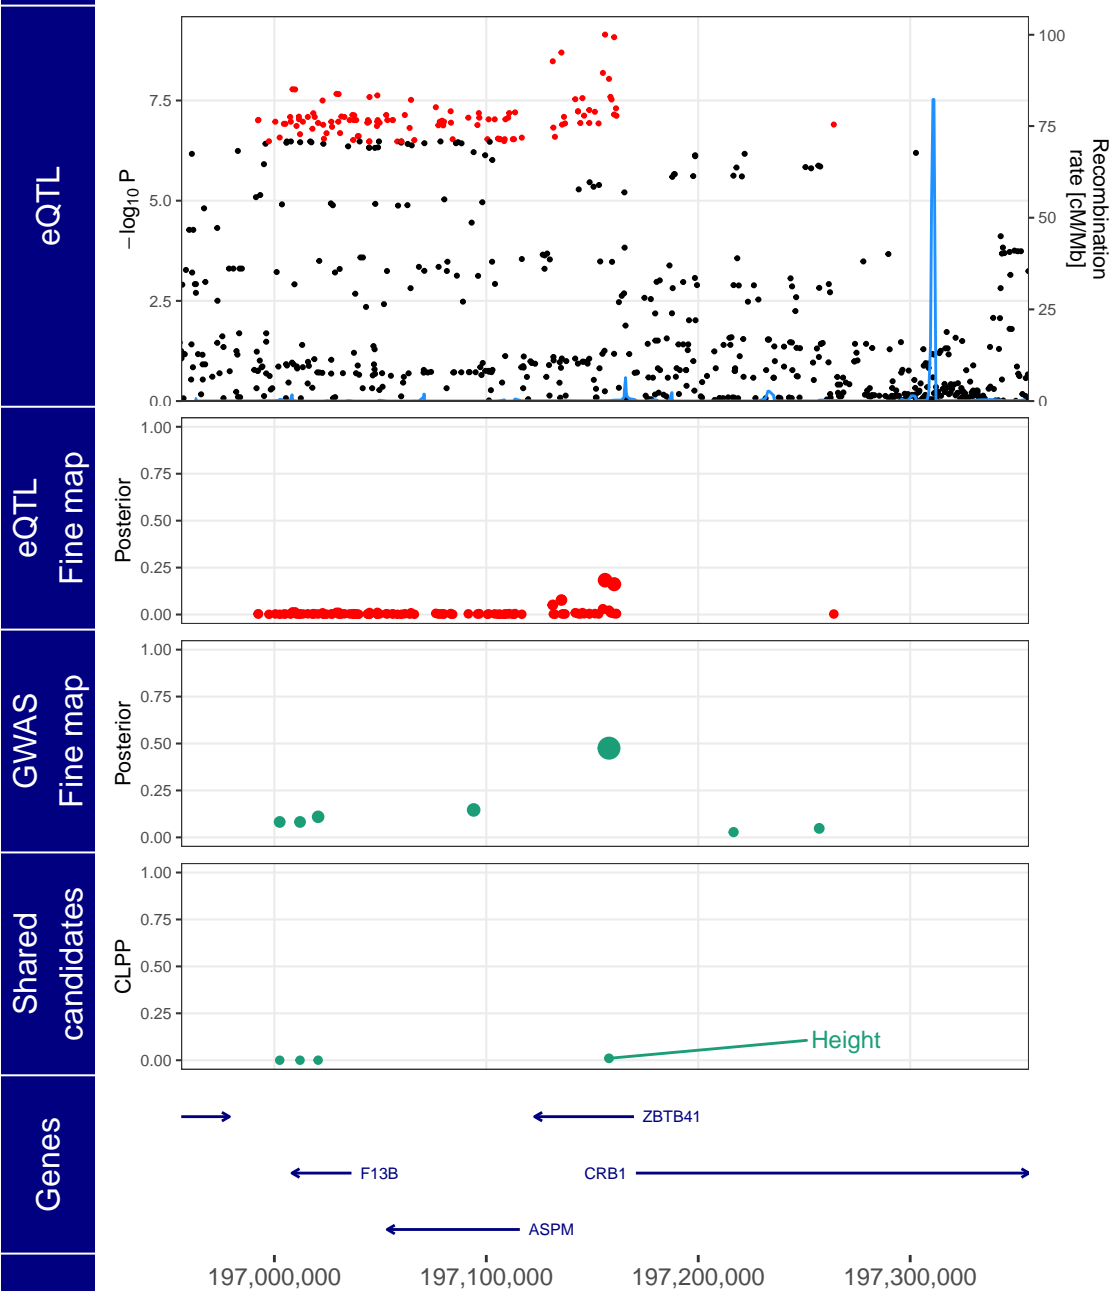 eQTL
−log10 P
7.5
5.0
2.5
0.0
100
75
50
25
0
Recombination
rate [cM/Mb]
eQTL
Fine map
Posterior
1.00
0.75
0.50
0.25
0.00
GWAS
Fine map
Posterior
1.00
0.75
0.50
0.25
0.00
Shared
candidates
CLPP
1.00
0.75
0.50
0.25
0.00
Height
Genes
ZBTB41
F13B
CRB1
ASPM
197,000,000
197,100,000
197,200,000
197,300,000